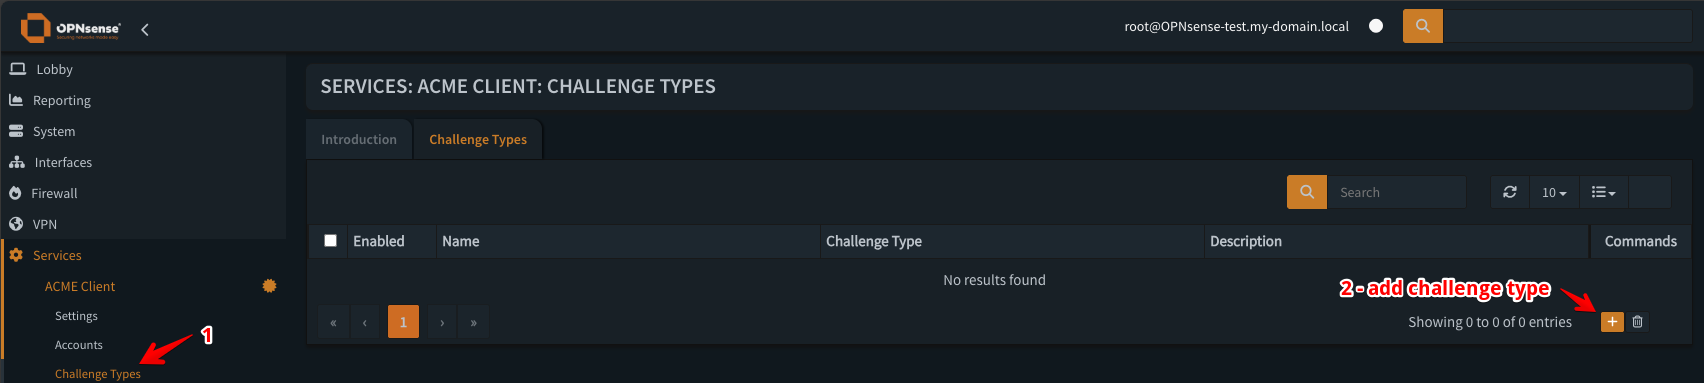 OPNsense
root@OPNsense-test.my-domain.local
Lobby
Reporting
System
Interfaces
Firewall
VPN
Services
ACME Client
Settings
Accounts
Challenge Types
1
SERVICES: ACME CLIENT: CHALLENGE TYPES
Introduction
Challenge Types
Search
10
Enabled
Name
Challenge Type
Description
Commands
No results found
2 - add challenge type
« ‹ 1 › »
Showing 0 to 0 of 0 entries
+